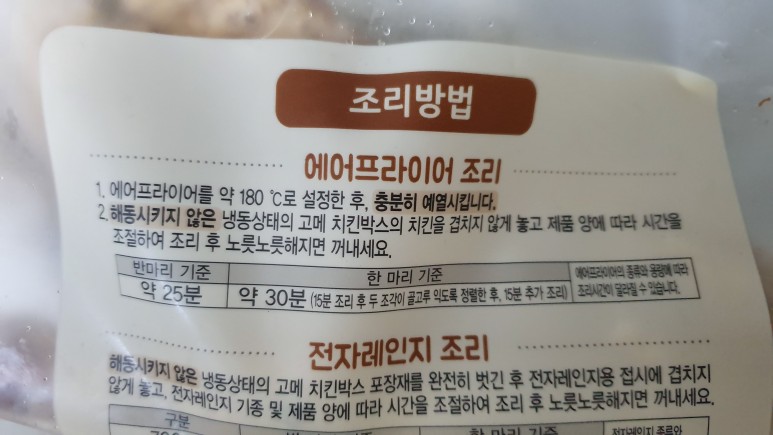 조리방법
에어프라이어 조리
1. 에어프라이어를 약 180 ℃로 설정한 후, 충분히 예열시킵니다.
2. 해동시키지 않은 냉동상태의 고메 치킨박스의 치킨을 겹치지 않게 놓고 제품 양에 따라 시간을
조절하여 조리 후 노릇노릇해지면 꺼내세요.
반마리 기준 한 마리 기준 에어프라이어의 종류와 용량에 따라
약 25분 약 30분 (15분 조리 후 두 조각이 골고루 익도록 정렬한 후, 15분 추가 조리) 조리시간이 달라질 수 있습니다.
전자레인지 조리
해동시키지 않은 냉동상태의 고메 치킨박스 포장재를 완전히 벗긴 후 전자레인지용 접시에 겹치지
않게 놓고, 전자레인지 기종 및 제품 양에 따라 시간을 조절하여 조리 후 노릇노릇해지면 꺼내세요.
구분 한 마리 기준 전자레인지 종류와